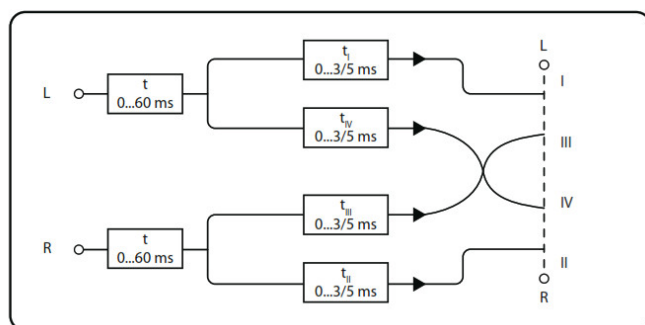 L
t
0...60 ms
t_I
0...3/5 ms
t_IV
0...3/5 ms
L
I
III
IV
R
t
0...60 ms
t_III
0...3/5 ms
t_II
0...3/5 ms
II
R